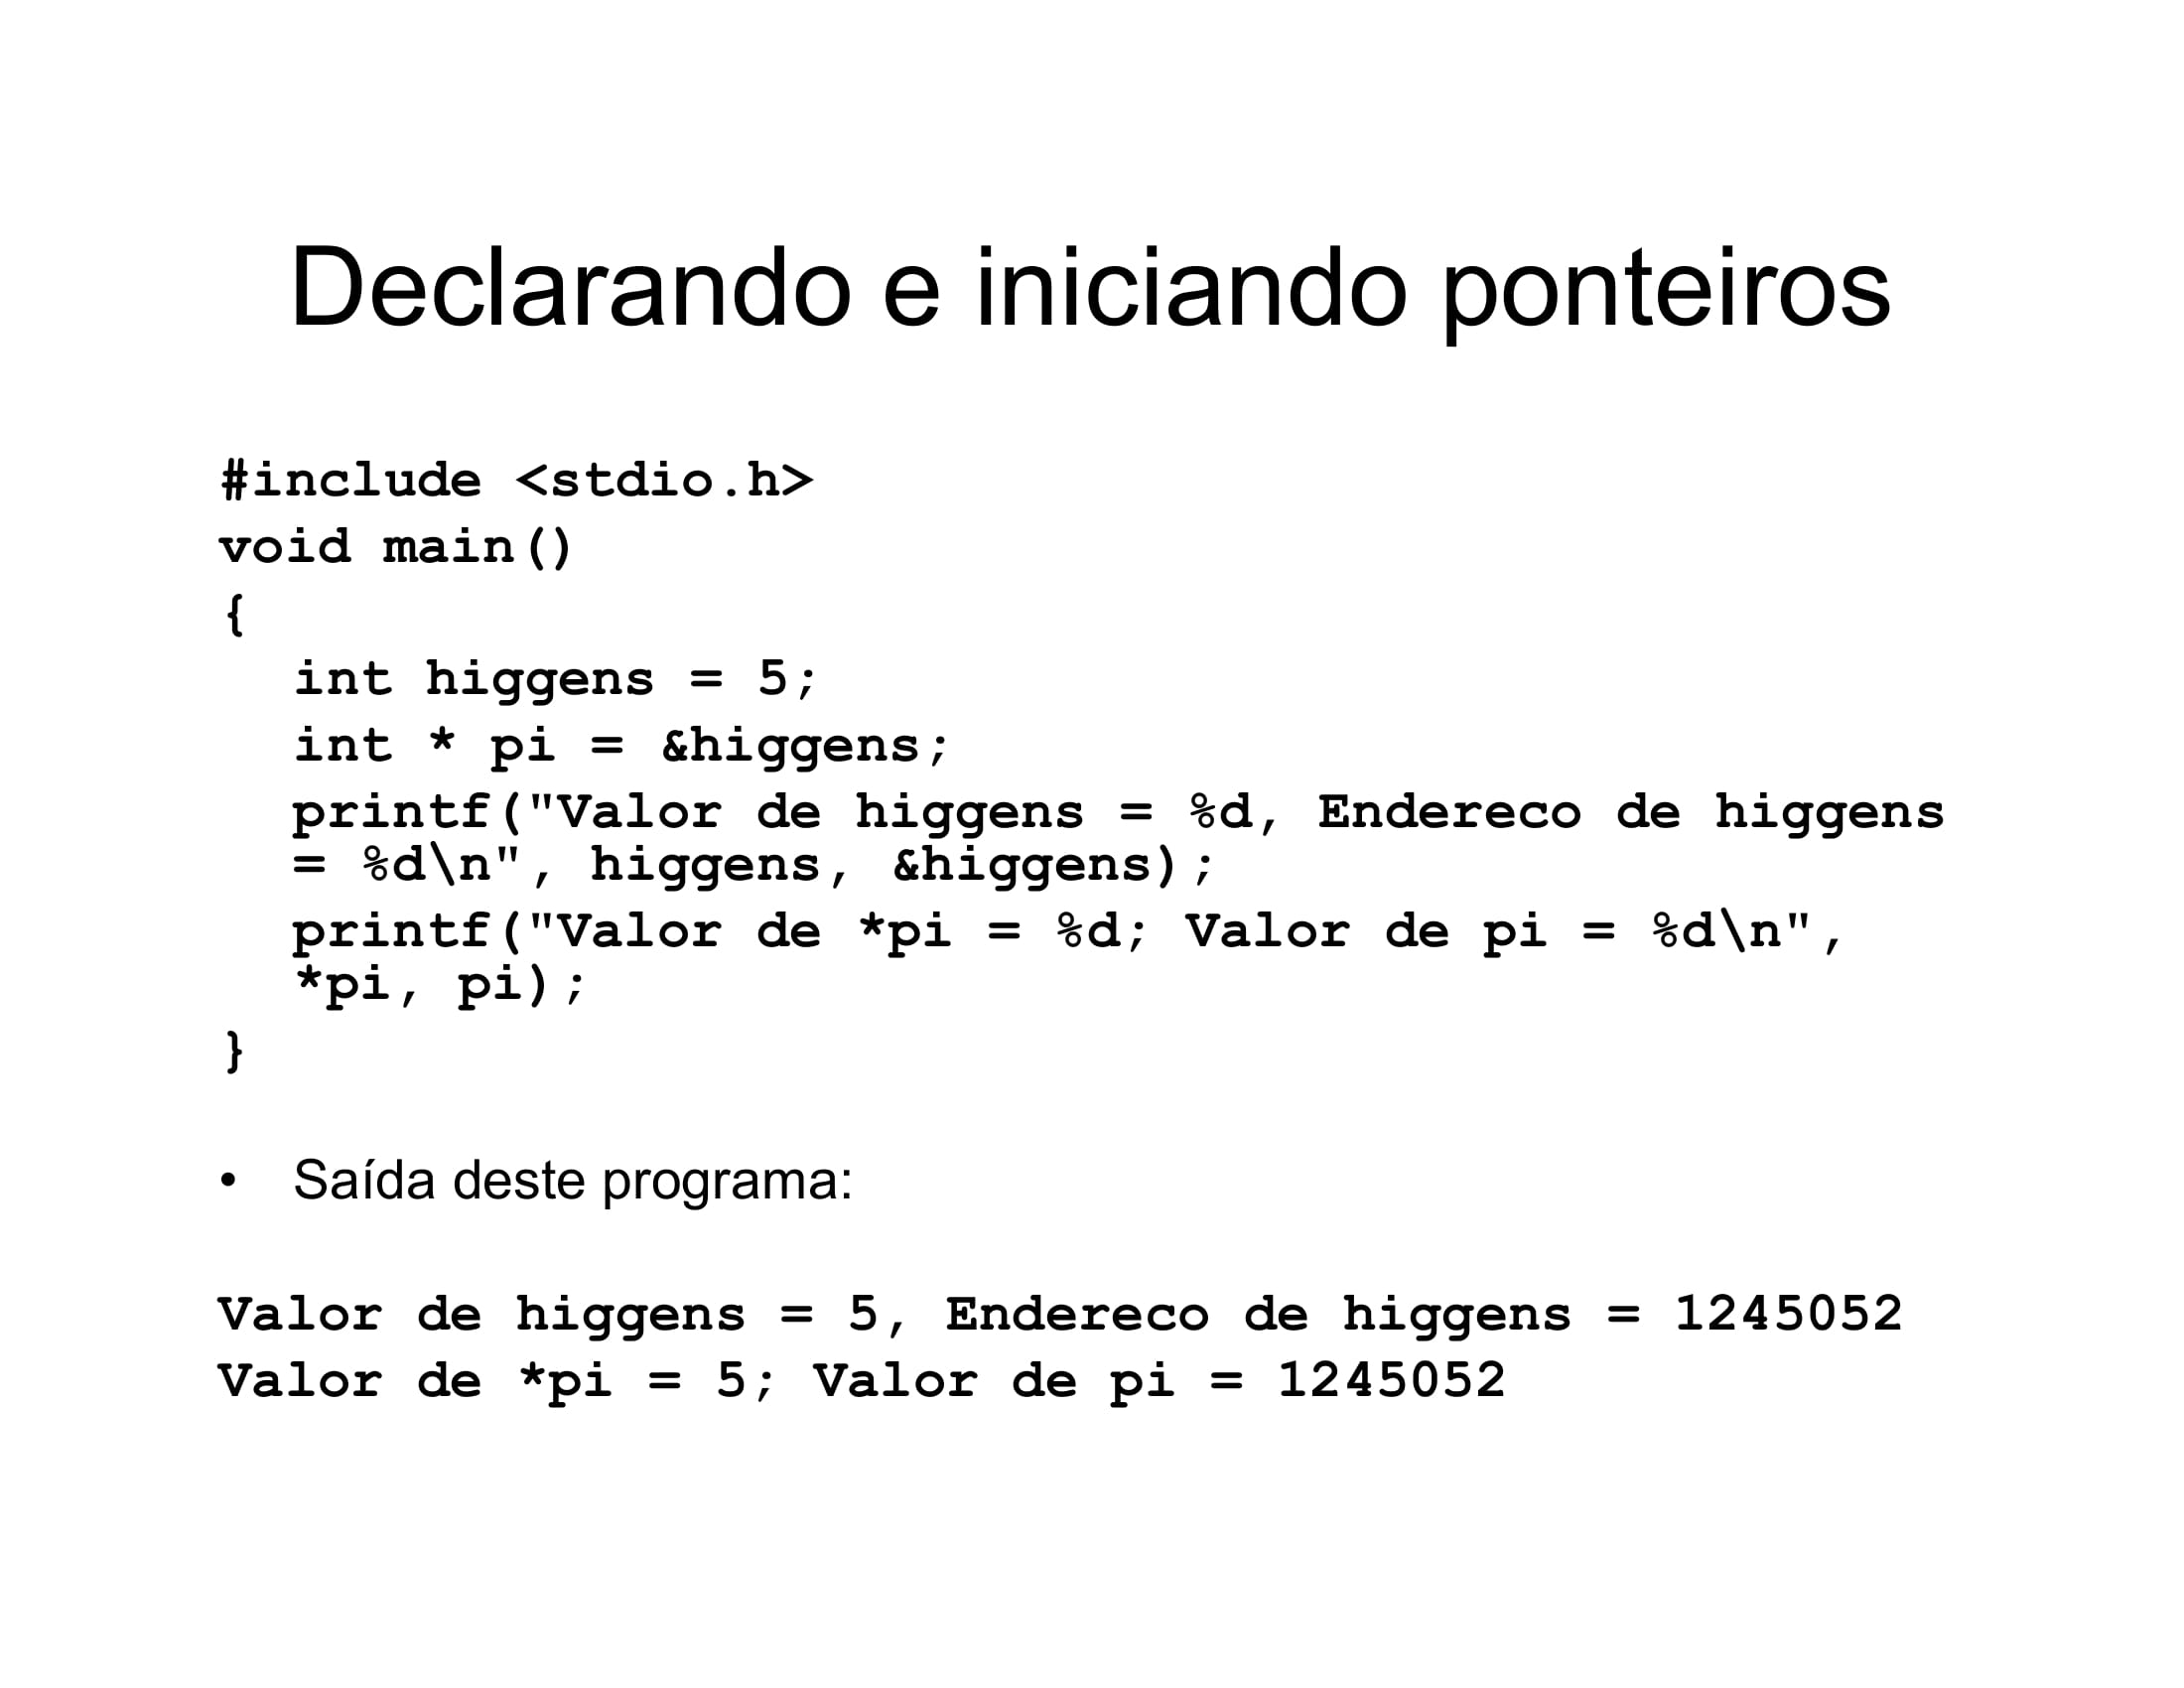 Declarando e iniciando ponteiros
#include <stdio.h>
void main()
{
int higgens = 5;
int * pi = &higgens;
printf("Valor de higgens = %d, Endereco de higgens
= %d\n", higgens, &higgens);
printf("Valor de *pi = %d; Valor de pi = %d\n",
*pi, pi);
}
• Saída deste programa:
Valor de higgens = 5, Endereco de higgens = 1245052
Valor de *pi = 5; Valor de pi = 1245052